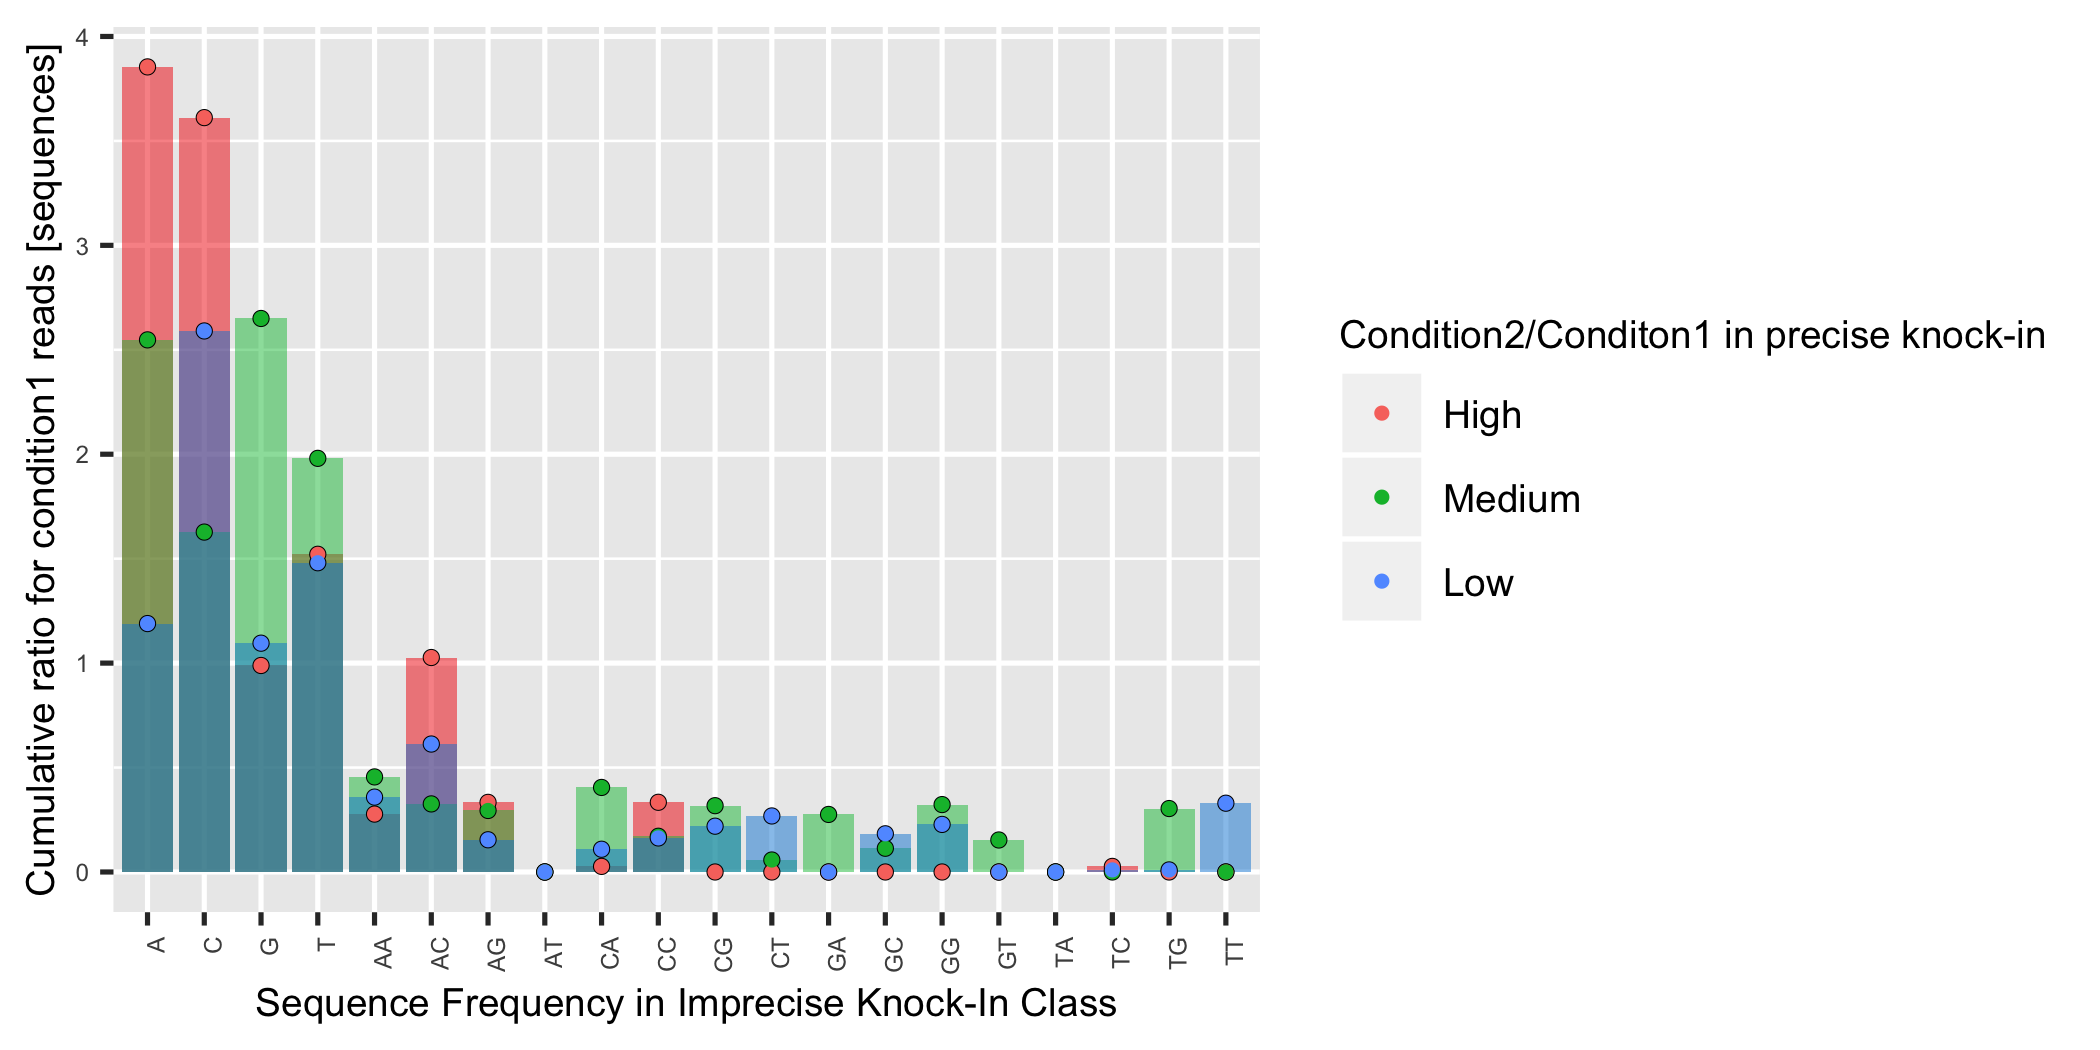 Cumulative ratio for condition1 reads [sequences]
4
3
2
1
0
A C G T AA AC AG AT CA CC CG CT GA GC GG GT TA TC TG TT
Sequence Frequency in Imprecise Knock-In Class
Condition2/Conditon1 in precise knock-in
High
Medium
Low